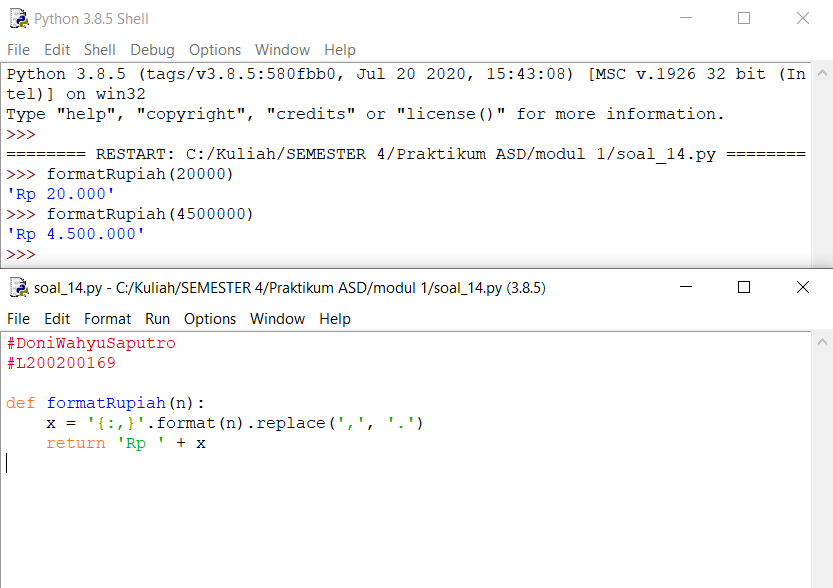 Python 3.8.5 Shell
File Edit Shell Debug Options Window Help
Python 3.8.5 (tags/v3.8.5:580fbb0, Jul 20 2020, 15:43:08) [MSC v.1926 32 bit (In
tel)] on win32
Type "help", "copyright", "credits" or "license()" for more information.
>>>
======== RESTART: C:/Kuliah/SEMESTER 4/Praktikum ASD/modul 1/soal_14.py ========
>>> formatRupiah(20000)
'Rp 20.000'
>>> formatRupiah(4500000)
'Rp 4.500.000'
>>>
soal_14.py - C:/Kuliah/SEMESTER 4/Praktikum ASD/modul 1/soal_14.py (3.8.5)
File Edit Format Run Options Window Help
#DoniWahyuSaputro
#L200200169
def formatRupiah(n):
    x = '{:,}'.format(n).replace(',', '.')
    return 'Rp ' + x